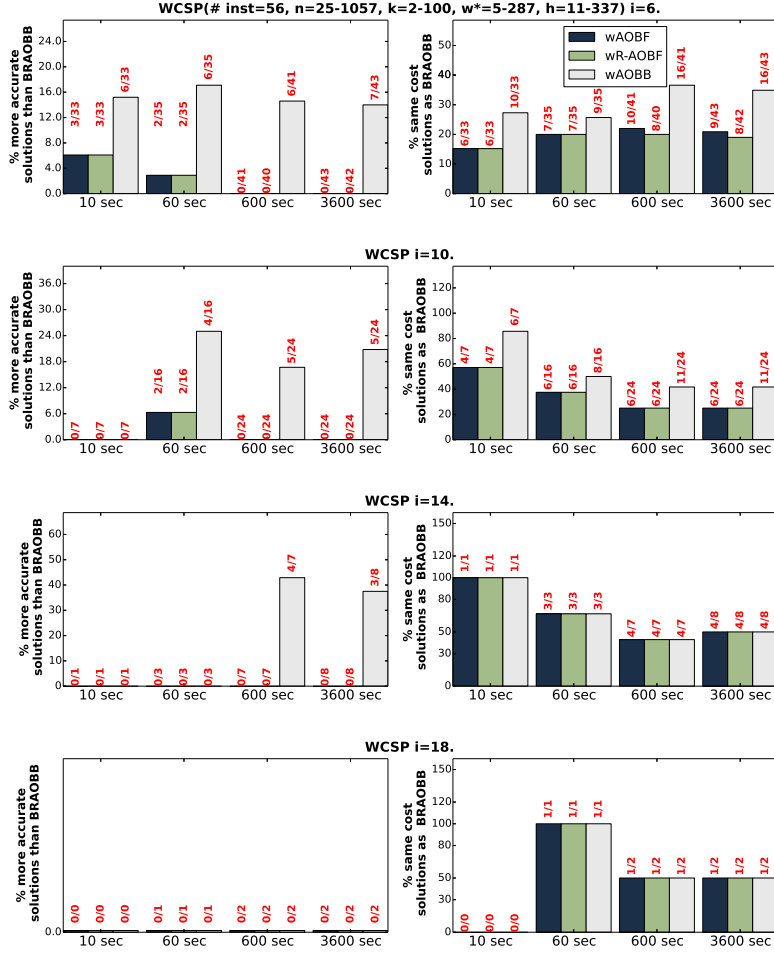 WCSP(# inst=56, n=25-1057, k=2-100, w*=5-287, h=11-337) i=6.
% more accurate
solutions than BRAOBB
24.0
20.0
16.0
12.0
8.0
4.0
0.0
3/33 3/33 6/33 2/35 2/35 6/35 0/41 0/40 6/41 0/43 0/42 7/43
10 sec 60 sec 600 sec 3600 sec
% same cost
solutions as BRAOBB
50
40
30
20
10
0
wAOBF
wR-AOBF
wAOBB
6/33 6/33 10/33 7/35 7/35 9/35 10/41 8/40 16/41 9/43 8/42 16/43
10 sec 60 sec 600 sec 3600 sec
WCSP i=10.
% more accurate
solutions than BRAOBB
36.0
30.0
24.0
18.0
12.0
6.0
0.0
0/7 0/7 0/7 2/16 2/16 4/16 0/24 0/24 5/24 0/24 0/24 5/24
10 sec 60 sec 600 sec 3600 sec
% same cost
solutions as BRAOBB
120
100
80
60
40
20
0
4/7 4/7 6/7 6/16 6/16 8/16 6/24 6/24 11/24 6/24 6/24 11/24
10 sec 60 sec 600 sec 3600 sec
WCSP i=14.
% more accurate
solutions than BRAOBB
60
50
40
30
20
10
0
0/1 0/1 0/1 0/3 0/3 0/3 0/7 0/7 4/7 0/8 0/8 3/8
10 sec 60 sec 600 sec 3600 sec
% same cost
solutions as BRAOBB
150
120
100
80
50
30
0
1/1 1/1 1/1 3/3 3/3 3/3 4/7 4/7 4/7 4/8 4/8 4/8
10 sec 60 sec 600 sec 3600 sec
WCSP i=18.
% more accurate
solutions than BRAOBB
0.0
0/0 0/0 0/0 0/1 0/1 0/1 0/2 0/2 0/2 0/2 0/2 0/2
10 sec 60 sec 600 sec 3600 sec
% same cost
solutions as BRAOBB
150
120
100
80
50
30
0
0/0 0/0 0/0 1/1 1/1 1/1 1/2 1/2 1/2 1/2 1/2 1/2
10 sec 60 sec 600 sec 3600 sec